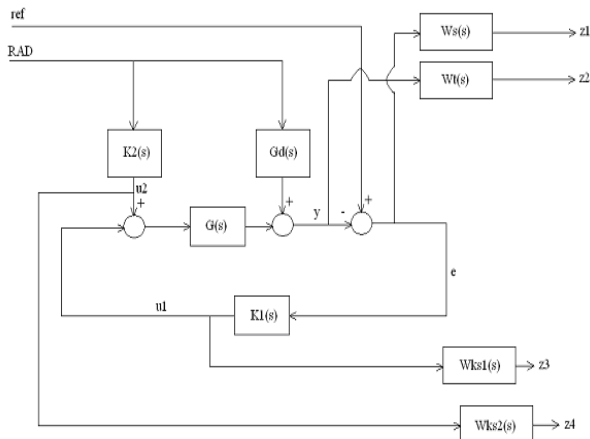 ref
Ws(s)
z1
RAD
Wt(s)
z2
K2(s)
Gd(s)
u2
+
+
y
-
+
G(s)
e
u1
K1(s)
Wks1(s)
z3
Wks2(s)
z4